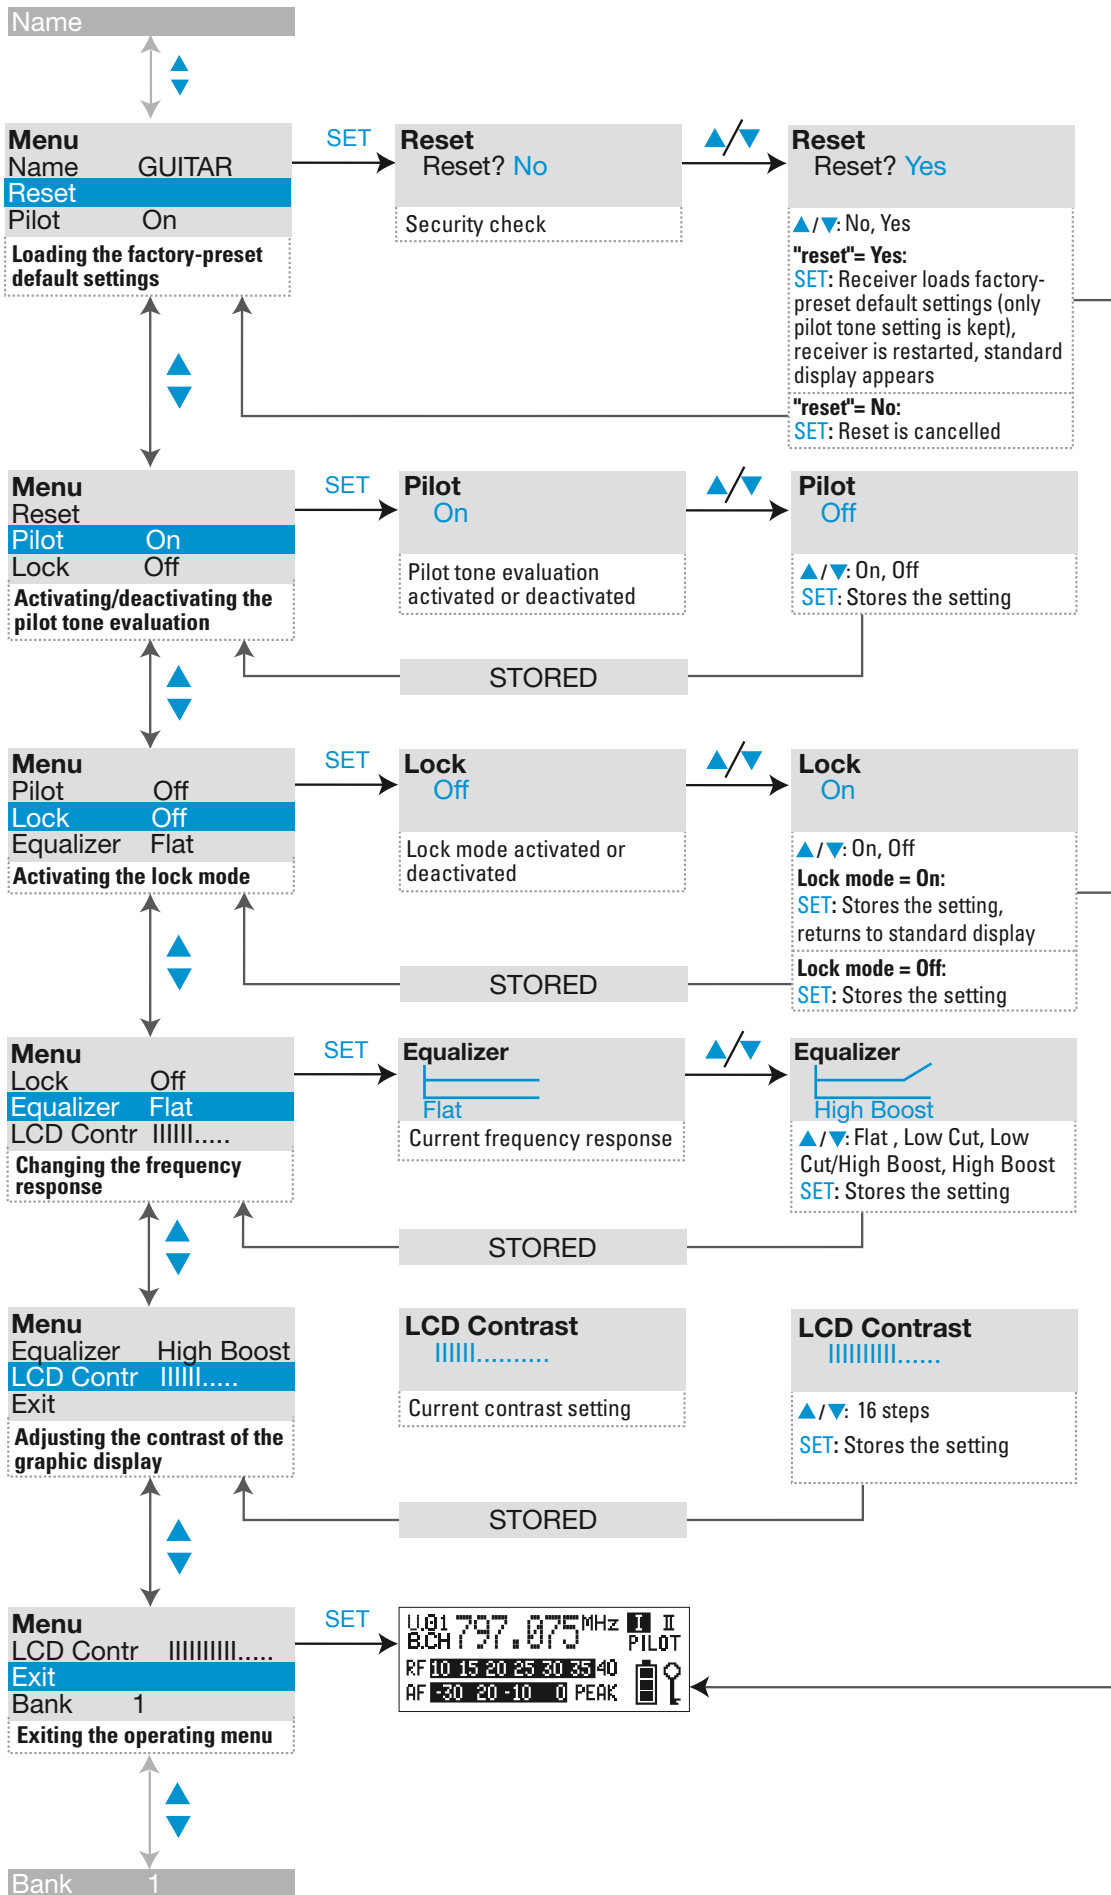 Name
Menu
Name GUITAR
Reset
Pilot On
Loading the factory-preset
default settings
SET
Reset
Reset? No
Security check
▲/▼
Reset
Reset? Yes
▲/▼: No, Yes
"reset"= Yes:
SET: Receiver loads factory-
preset default settings (only
pilot tone setting is kept),
receiver is restarted, standard
display appears
"reset"= No:
SET: Reset is cancelled
Menu
Reset
Pilot On
Lock Off
Activating/deactivating the
pilot tone evaluation
SET
Pilot
On
Pilot tone evaluation
activated or deactivated
▲/▼
Pilot
Off
▲/▼: On, Off
SET: Stores the setting
STORED
Menu
Pilot Off
Lock Off
Equalizer Flat
Activating the lock mode
SET
Lock
Off
Lock mode activated or
deactivated
▲/▼
Lock
On
▲/▼: On, Off
Lock mode = On:
SET: Stores the setting,
returns to standard display
Lock mode = Off:
SET: Stores the setting
STORED
Menu
Lock Off
Equalizer Flat
LCD Contr IIIIII.....
Changing the frequency
response
SET
Equalizer
Flat
Current frequency response
▲/▼
Equalizer
High Boost
▲/▼: Flat , Low Cut, Low
Cut/High Boost, High Boost
SET: Stores the setting
STORED
Menu
Equalizer High Boost
LCD Contr IIIIII.....
Exit
Adjusting the contrast of the
graphic display
LCD Contrast
IIIIII..........
Current contrast setting
LCD Contrast
IIIIIIIIII......
▲/▼: 16 steps
SET: Stores the setting
STORED
Menu
LCD Contr IIIIIIIIII.....
Exit
Bank 1
Exiting the operating menu
SET
U.01 797.075 MHz I II
B.CH PILOT
RF 10 15 20 25 30 35 40
AF -30 20 -10 0 PEAK
Bank 1